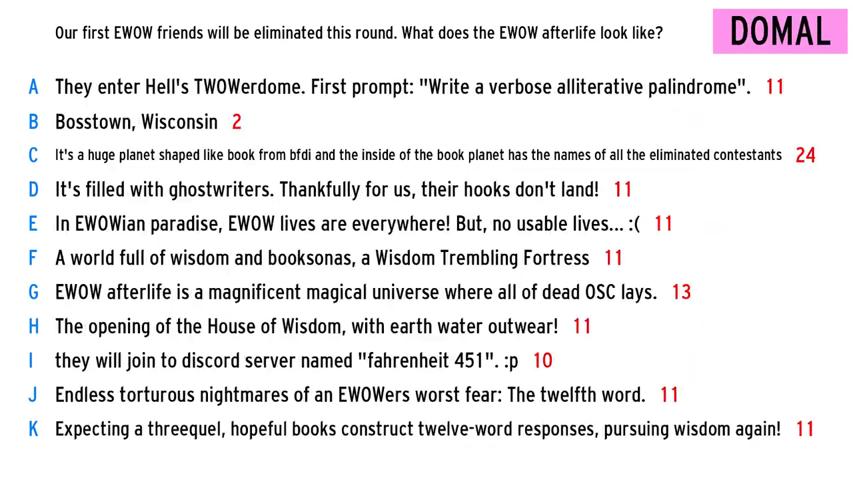 Our first EWOW friends will be eliminated this round. What does the EWOW afterlife look like?
DOMAL
A They enter Hell's TWOWerdome. First prompt: "Write a verbose alliterative palindrome". 11
B Bosstown, Wisconsin 2
C It's a huge planet shaped like book from bfdi and the inside of the book planet has the names of all the eliminated contestants 24
D It's filled with ghostwriters. Thankfully for us, their hooks don't land! 11
E In EWOWian paradise, EWOW lives are everywhere! But, no usable lives... :( 11
F A world full of wisdom and booksonas, a Wisdom Trembling Fortress 11
G EWOW afterlife is a magnificent magical universe where all of dead OSC lays. 13
H The opening of the House of Wisdom, with earth water outwear! 11
I they will join to discord server named "fahrenheit 451". :p 10
J Endless torturous nightmares of an EWOWers worst fear: The twelfth word. 11
K Expecting a threequel, hopeful books construct twelve-word responses, pursuing wisdom again! 11